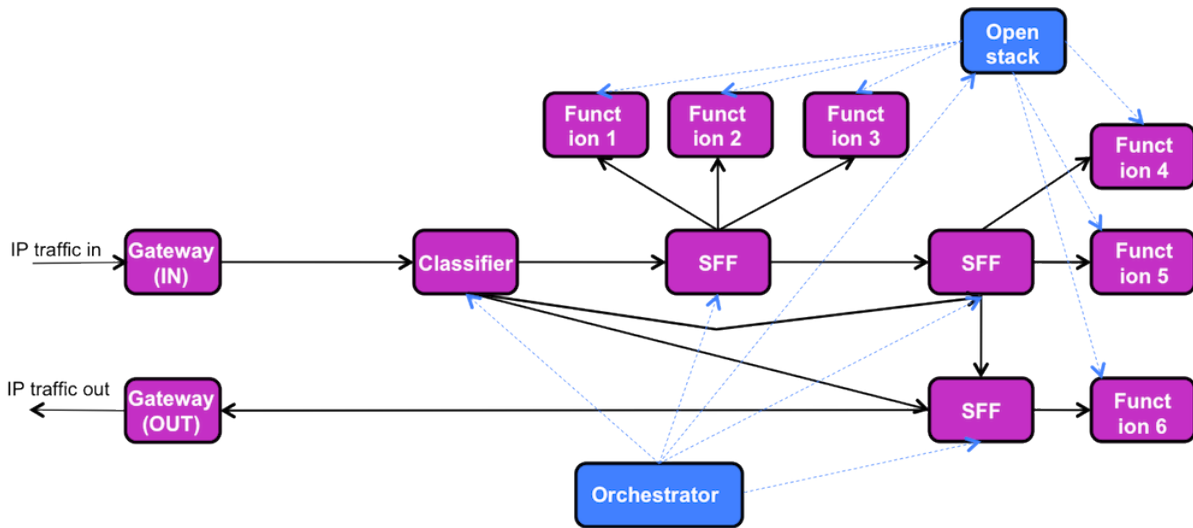 Open
stack
Funct
ion 1
Funct
ion 2
Funct
ion 3
Funct
ion 4
IP traffic in
Gateway
(IN)
Classifier
SFF
SFF
Funct
ion 5
IP traffic out
Gateway
(OUT)
SFF
Funct
ion 6
Orchestrator